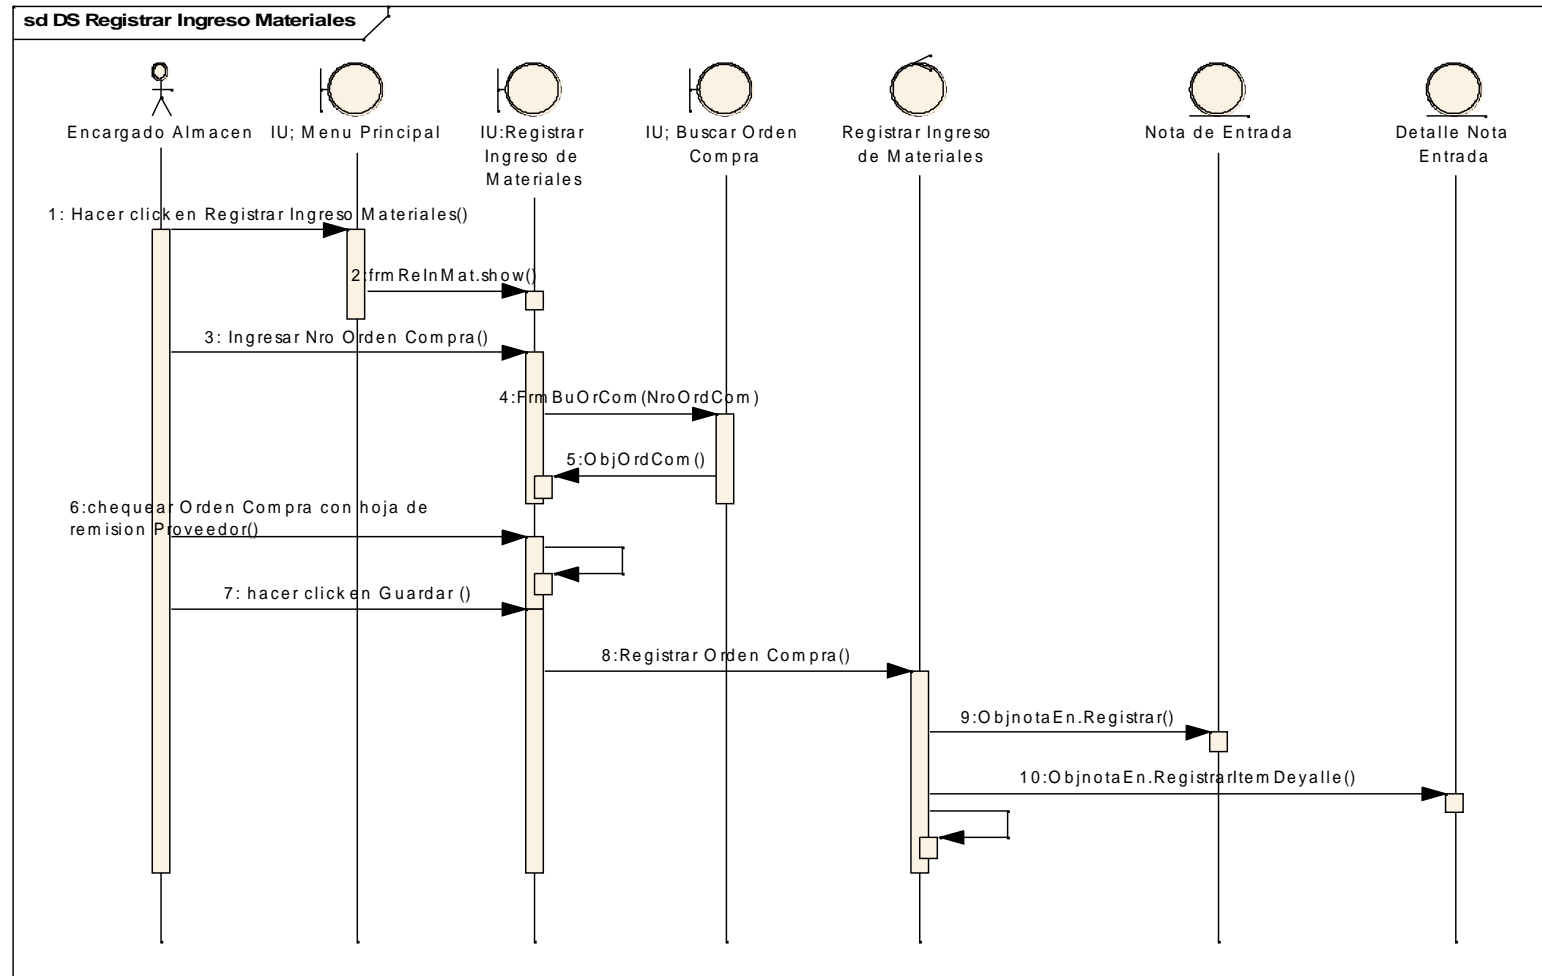 sd DS Registrar Ingreso Materiales
Encargado Almacen
IU; Menu Principal
IU:Registrar
Ingreso de
Materiales
IU; Buscar Orden
Compra
Registrar Ingreso
de Materiales
Nota de Entrada
Detalle Nota
Entrada
1: Hacer click en Registrar Ingreso Materiales()
2:frmReInMat.show()
3: Ingresar Nro Orden Compra()
4:FrmBuOrCom(NroOrdCom)
5:ObjOrdCom()
6:chequear Orden Compra con hoja de
remision Proveedor()
7: hacer click en Guardar ()
8:Registrar Orden Compra()
9:ObjnotaEn.Registrar()
10:ObjnotaEn.RegistrarItemDeyalle()